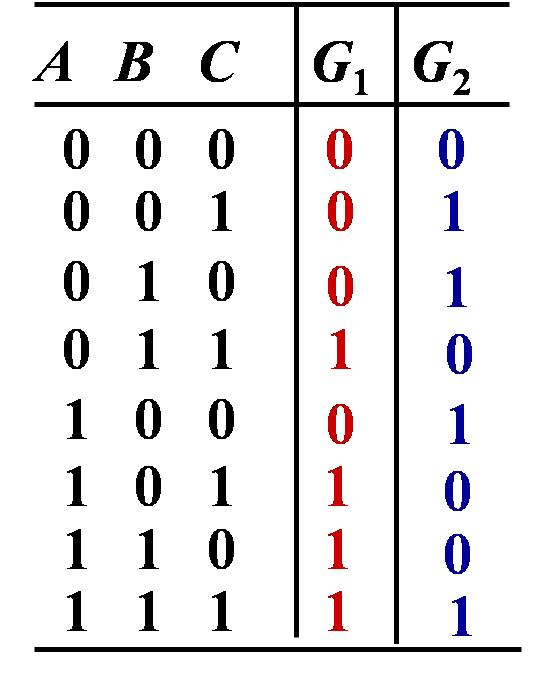 A B C G₁ G₂
0 0 0 0 0
0 0 1 0 1
0 1 0 0 1
0 1 1 1 0
1 0 0 0 1
1 0 1 1 0
1 1 0 1 0
1 1 1 1 1